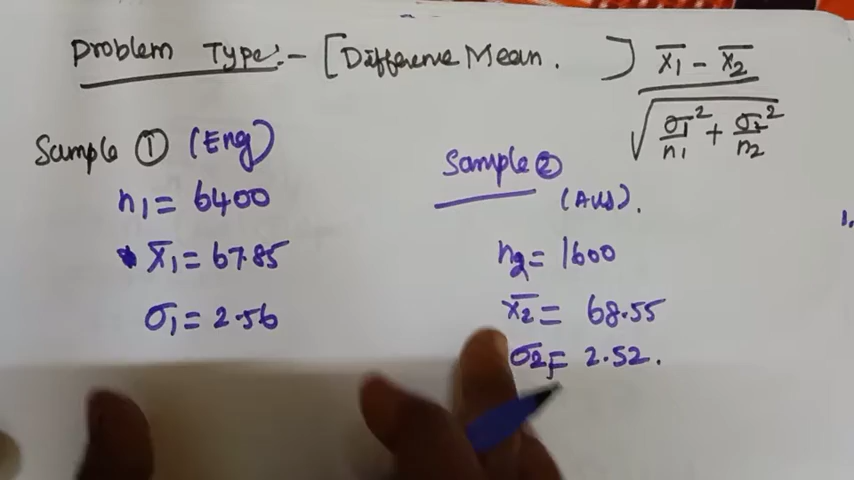 Problem Type:- [Difference Mean. ] x̄1 - x̄2
√ σ1²/n1 + σ2²/n2
Sample ① (Eng)
n1 = 6400
x̄1 = 67.85
σ1 = 2.56
Sample ②
(Aus).
n2 = 1600
x̄2 = 68.55
σ2 = 2.52.